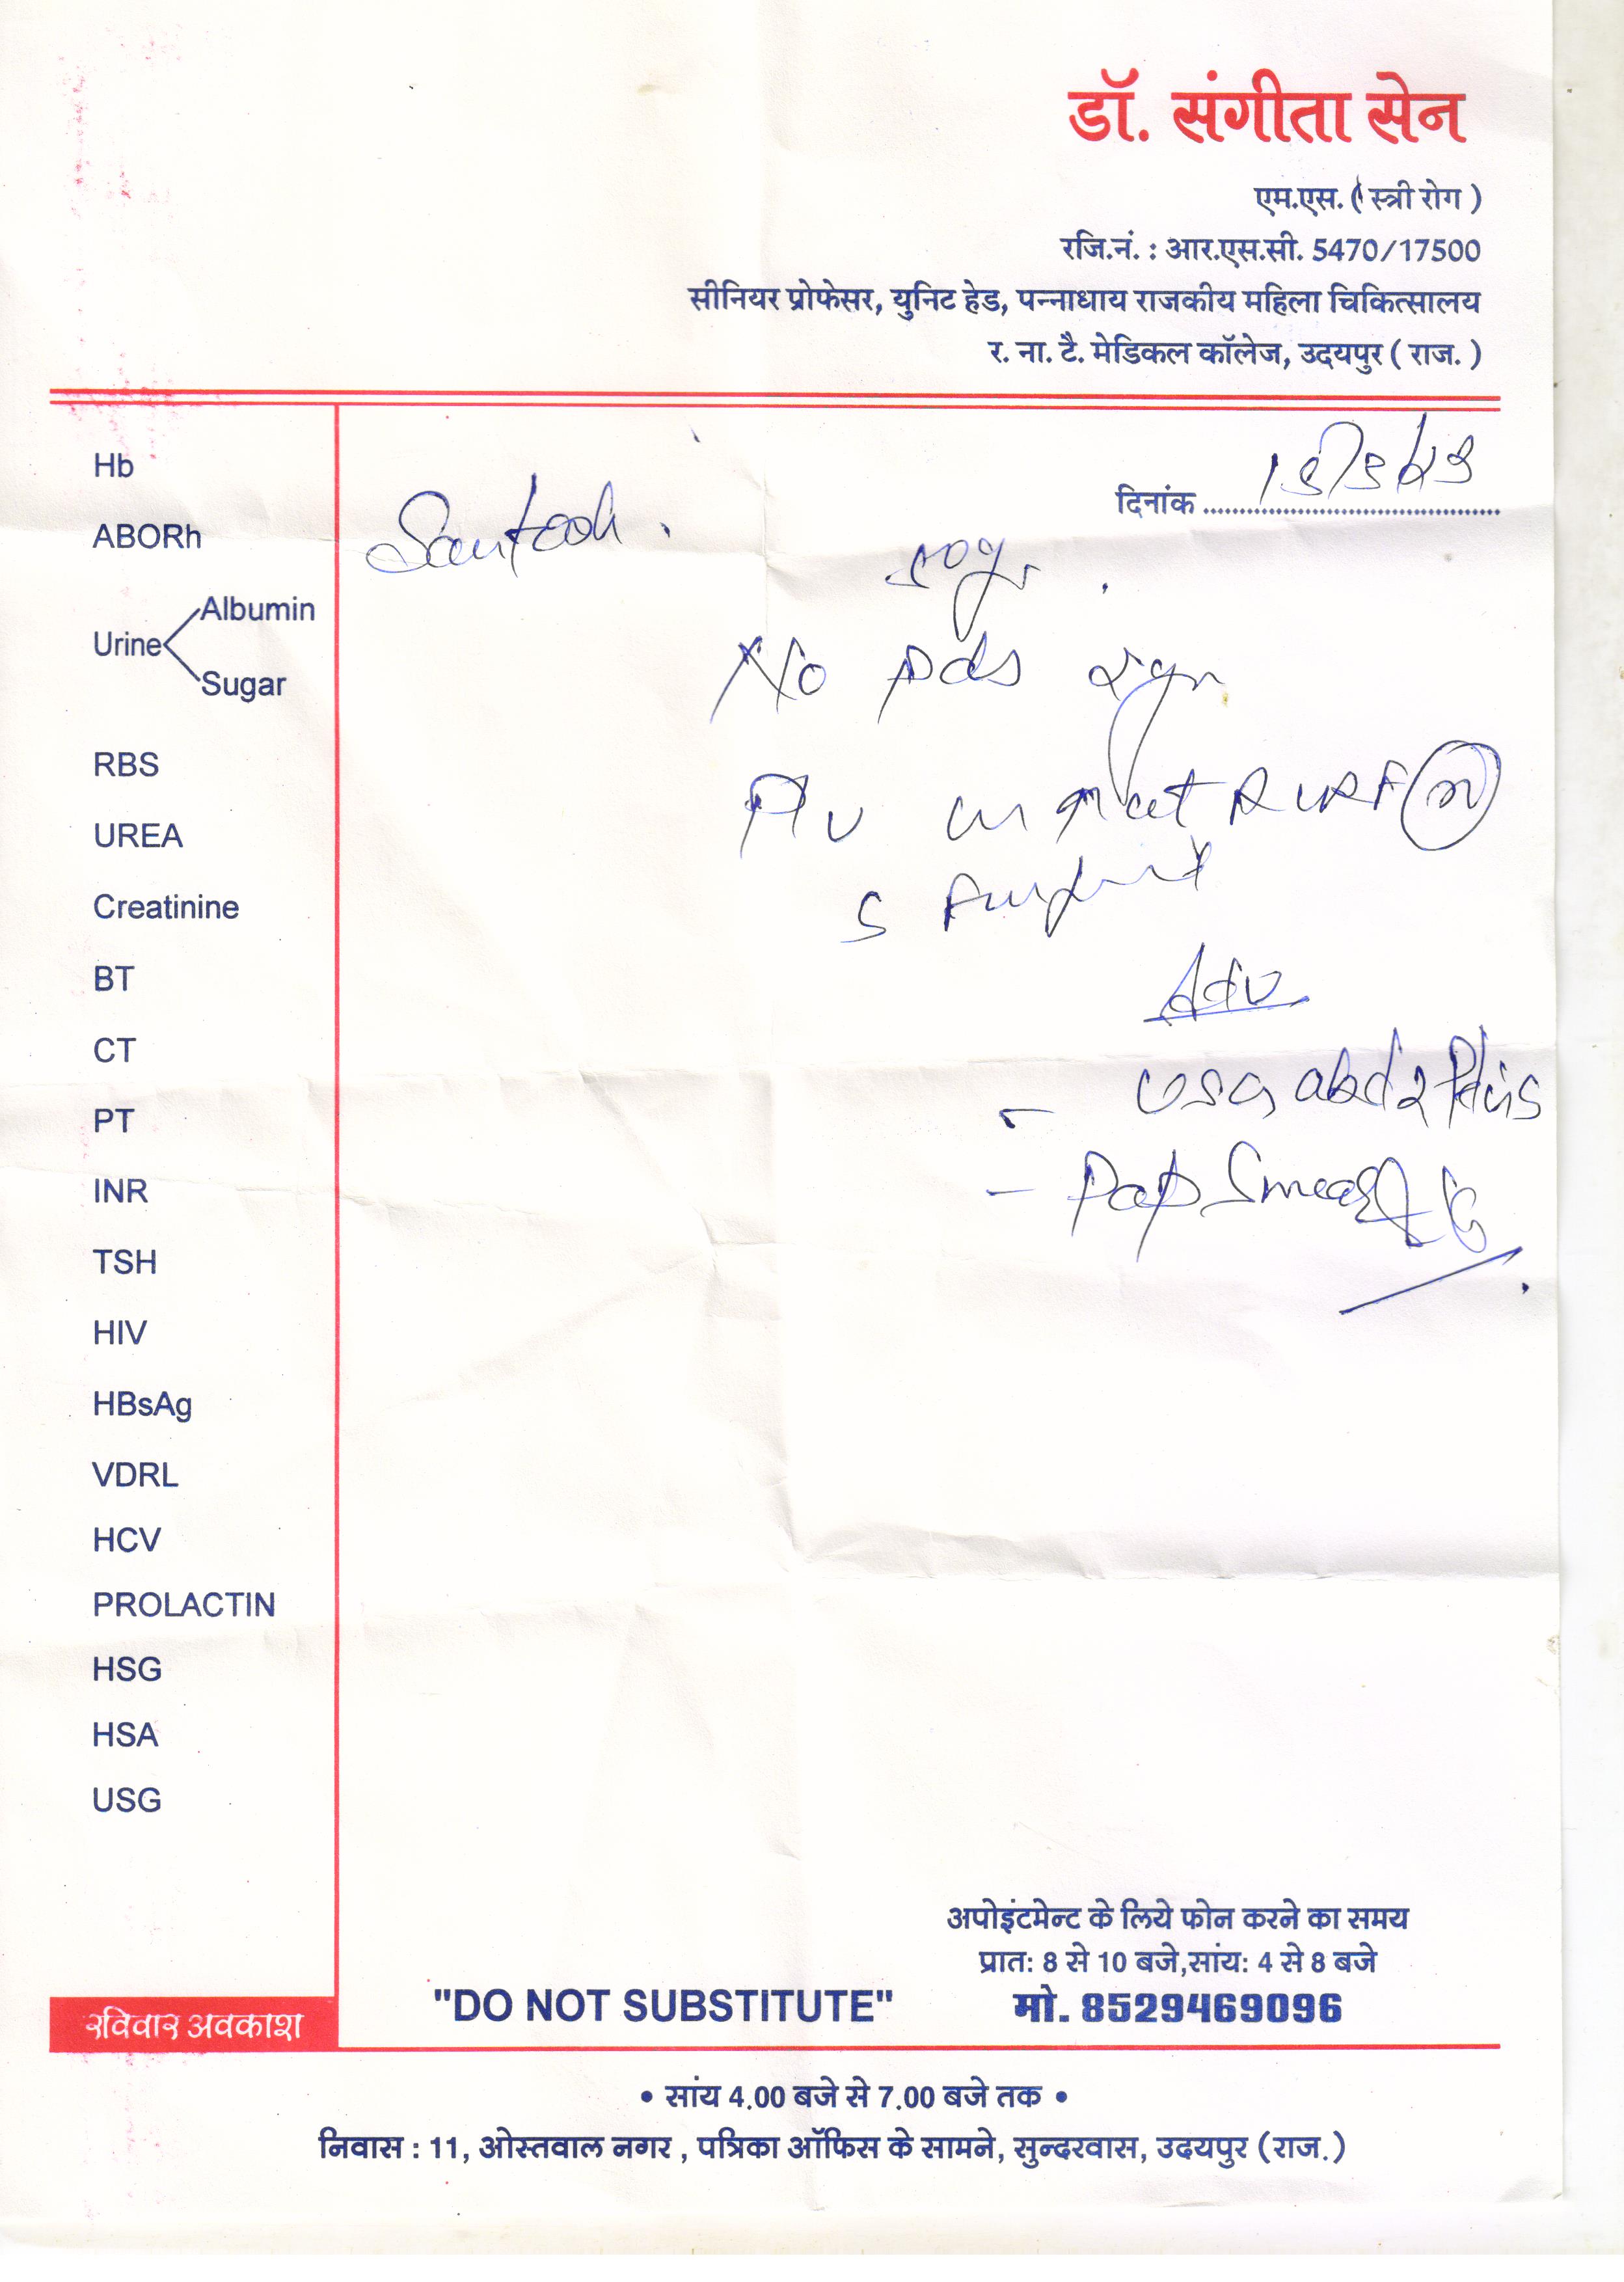 डॉ. संगीता सेन
एम.एस. ( स्त्री रोग )
रजि.नं. : आर.एस.सी. 5470/17500
सीनियर प्रोफेसर, युनिट हेड, पन्नाधाय राजकीय महिला चिकित्सालय
र. ना. टै. मेडिकल कॉलेज, उदयपुर ( राज. )
दिनांक
Santosh.
50yr
No pds 2yr
Adv
- USG abd & Pelvis
- Pap Smear
Hb
ABORh
Urine
Albumin
Sugar
RBS
UREA
Creatinine
BT
CT
PT
INR
TSH
HIV
HBsAg
VDRL
HCV
PROLACTIN
HSG
HSA
USG
रविवार अवकाश
"DO NOT SUBSTITUTE"
अपोइंटमेन्ट के लिये फोन करने का समय
प्रात: 8 से 10 बजे,सांय: 4 से 8 बजे
मो. 8529469096
• सांय 4.00 बजे से 7.00 बजे तक •
निवास : 11, ओस्तवाल नगर , पत्रिका ऑफिस के सामने, सुन्दरवास, उदयपुर (राज.)